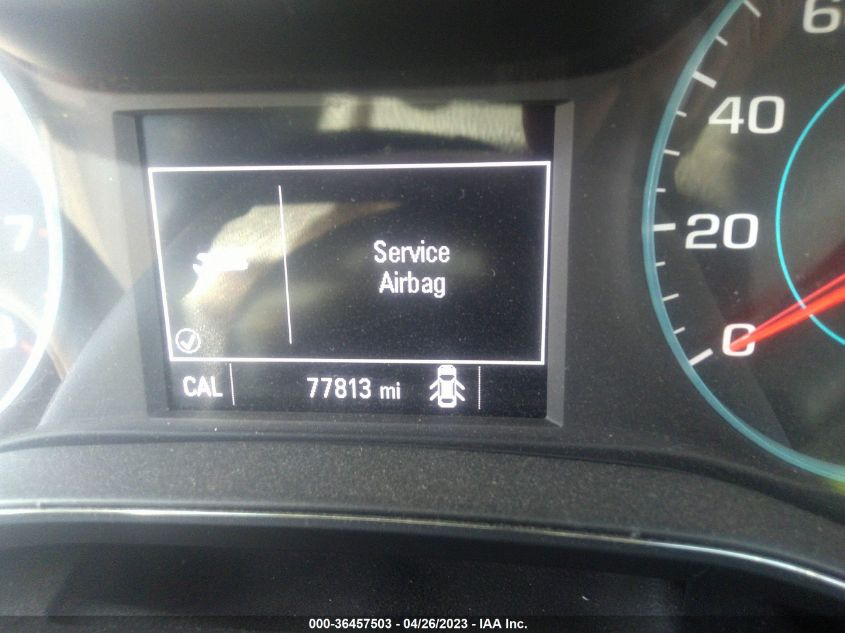 60
40
20
0
7
Service
Airbag
CAL 77813 mi
000-36457503 - 04/26/2023 - IAA Inc.